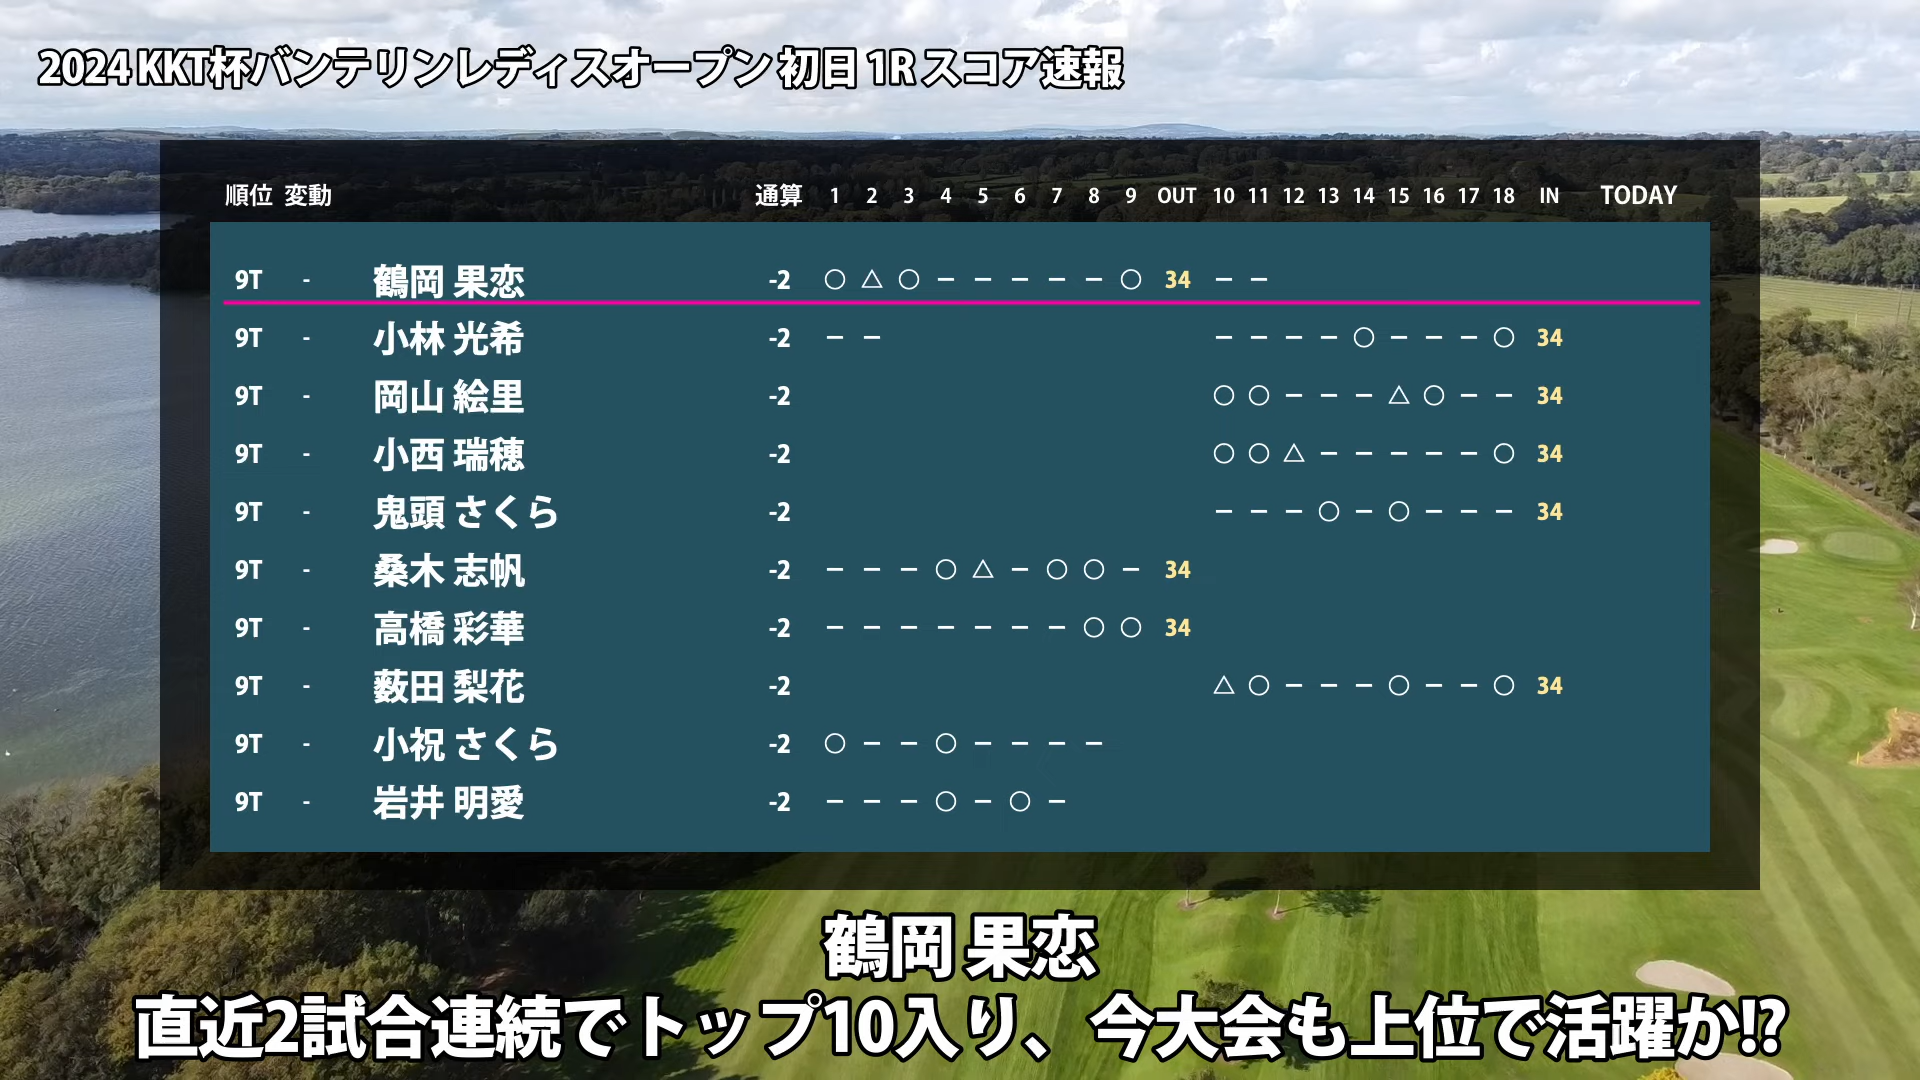 2024 KKT杯バンテリンレディスオープン 初日 1R スコア速報
順位 変動 通算 1 2 3 4 5 6 7 8 9 OUT 10 11 12 13 14 15 16 17 18 IN TODAY
9T - 鶴岡 果恋 -2 ○ △ ○ − − − − − ○ 34 − −
9T - 小林 光希 -2 − − − − − − ○ − − − ○ 34
9T - 岡山 絵里 -2 ○ ○ − − − △ ○ − − 34
9T - 小西 瑞穂 -2 ○ ○ △ − − − − − ○ 34
9T - 鬼頭 さくら -2 − − − ○ − ○ − − − 34
9T - 桑木 志帆 -2 − − − ○ △ − ○ ○ − 34
9T - 高橋 彩華 -2 − − − − − − − ○ ○ 34
9T - 薮田 梨花 -2 △ ○ − − − ○ − − ○ 34
9T - 小祝 さくら -2 ○ − − ○ − − − −
9T - 岩井 明愛 -2 − − − ○ − ○ −
鶴岡 果恋
直近2試合連続でトップ10入り、今大会も上位で活躍か!?